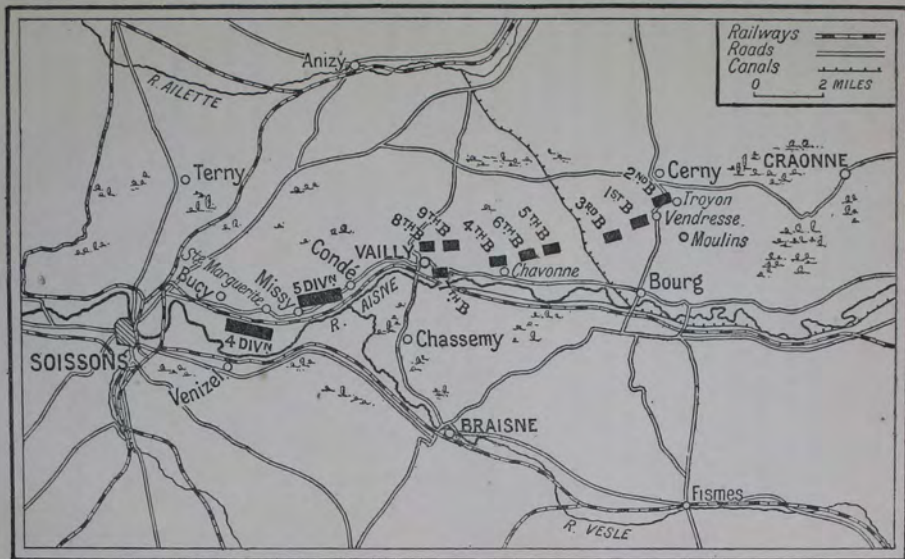 Railways
Roads
Canals
0 2 MILES
Anizy
R. AILETTE
Terny
Cerny
CRAONNE
2ND B
Troyon
1ST B
Vendresse
3RD B
Moulins
5TH B
6TH B
4TH B
9TH B
8TH B
VAILLY
Chavonne
7TH B
Condé
5 DIVN
Missy
Ste Marguerite
Bucy
R. AISNE
Bourg
4 DIVN
SOISSONS
Venizel
Chassemy
BRAISNE
Fismes
R. VESLE